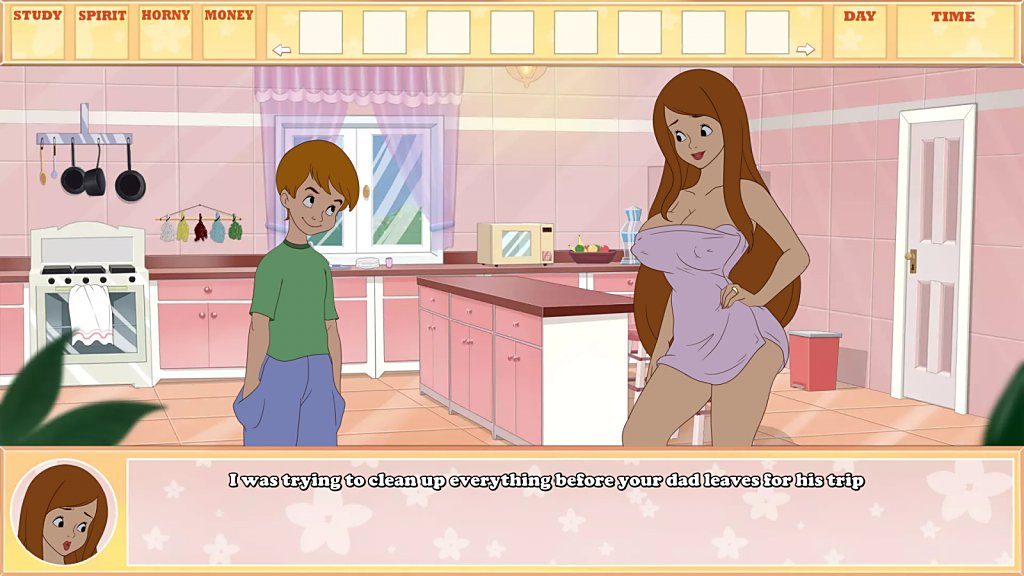 STUDY
SPIRIT
HORNY
MONEY
DAY
TIME
I was trying to clean up everything before your dad leaves for his trip